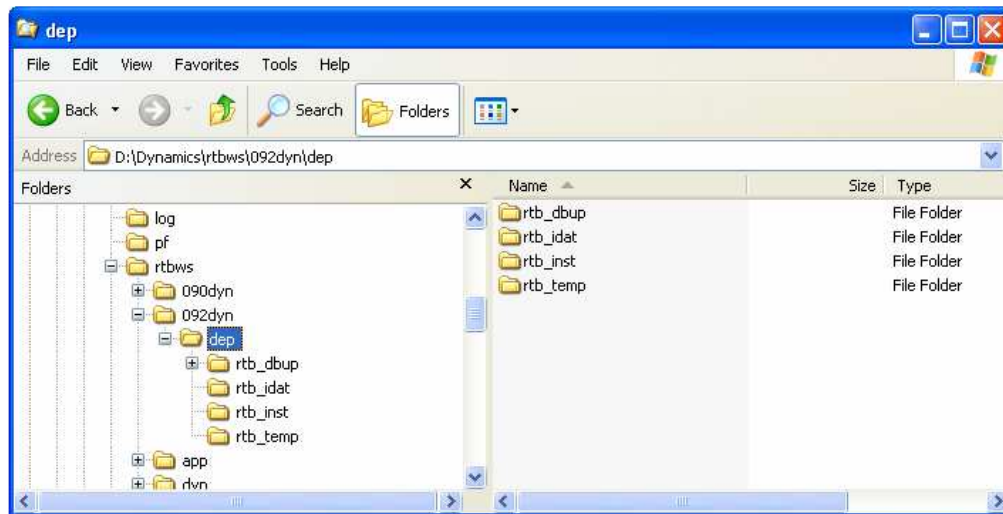 dep
File Edit View Favorites Tools Help
Back Search Folders
Address D:\Dynamics\rtbws\092dyn\dep
Folders x Name Size Type
log
pf
rtbws
090dyn
092dyn
dep
rtb_dbup
rtb_idat
rtb_inst
rtb_temp
app
dyn
rtb_dbup File Folder
rtb_idat File Folder
rtb_inst File Folder
rtb_temp File Folder